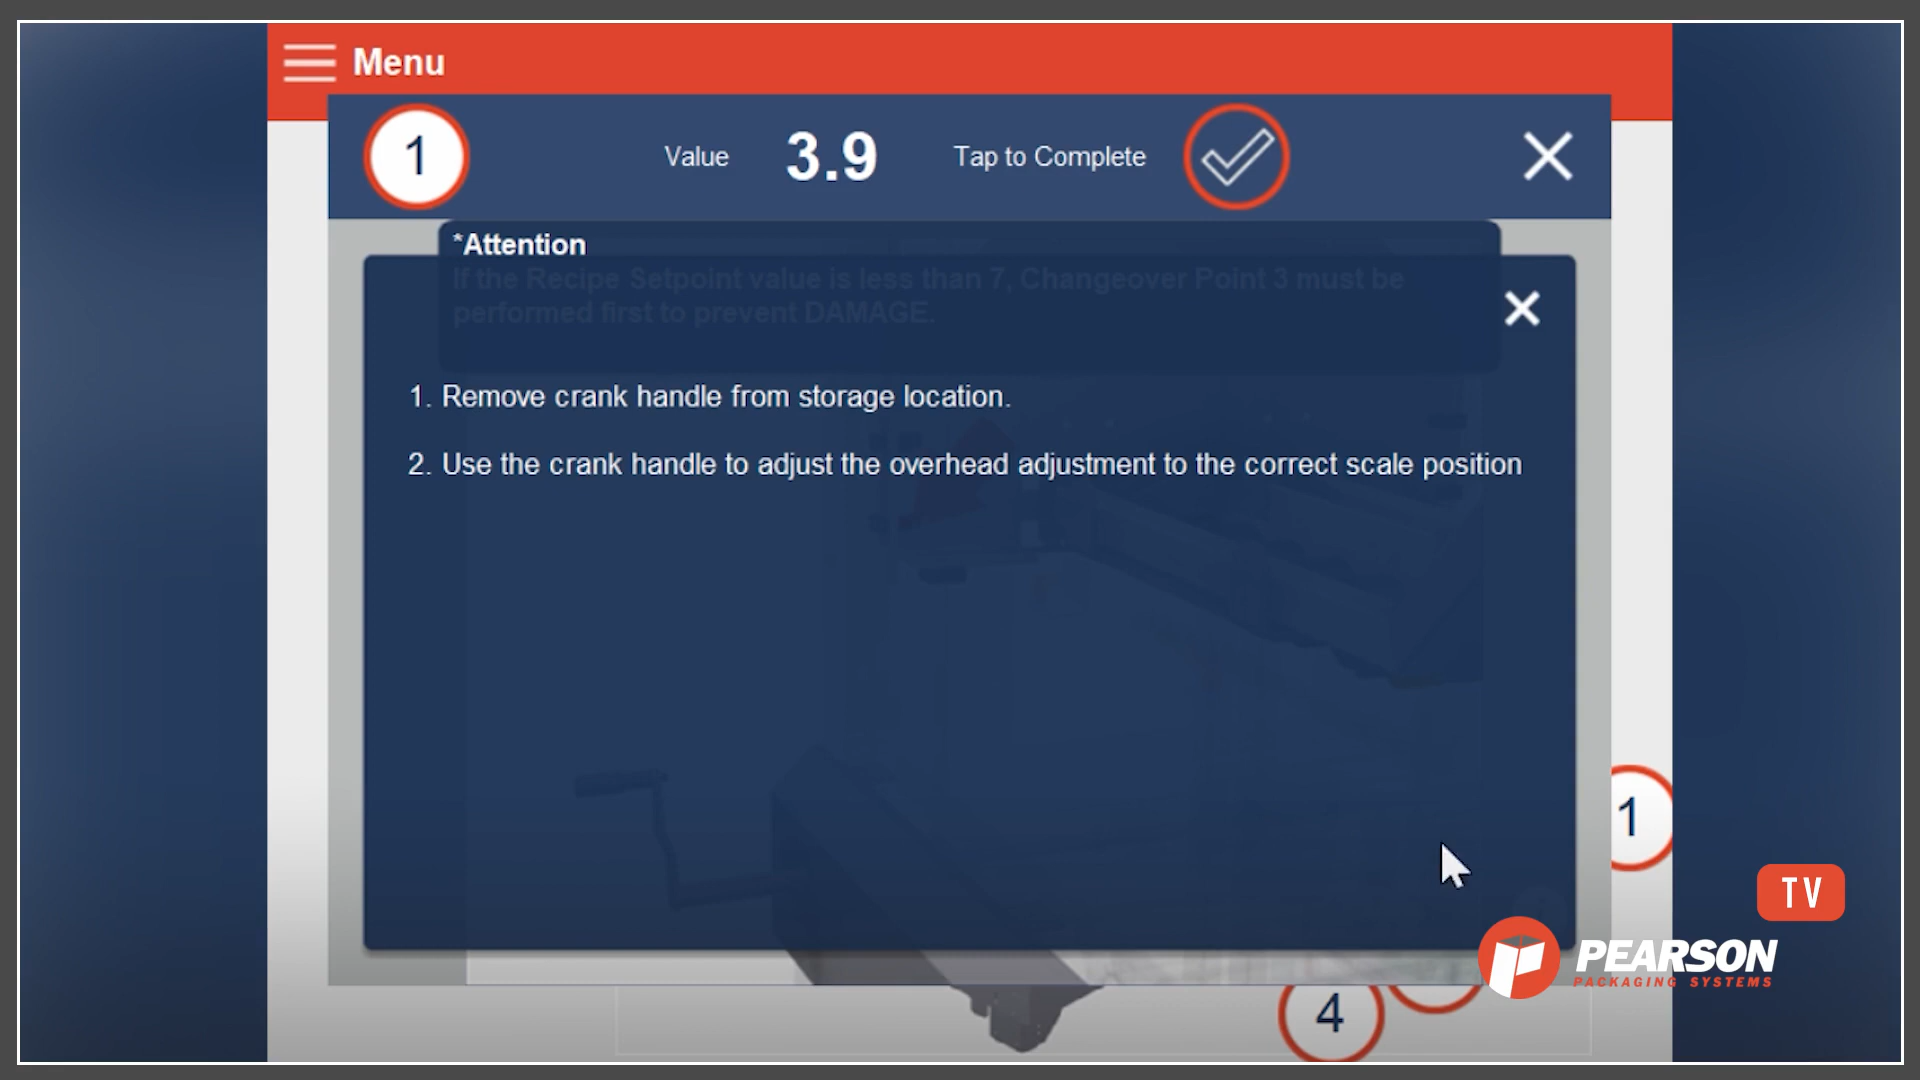 Menu
1 Value 3.9 Tap to Complete
*Attention
If the Recipe Setpoint value is less than 7, Changeover Point 3 must be
performed first to prevent DAMAGE.
1. Remove crank handle from storage location.
2. Use the crank handle to adjust the overhead adjustment to the correct scale position
1
TV
PEARSON
PACKAGING SYSTEMS
4